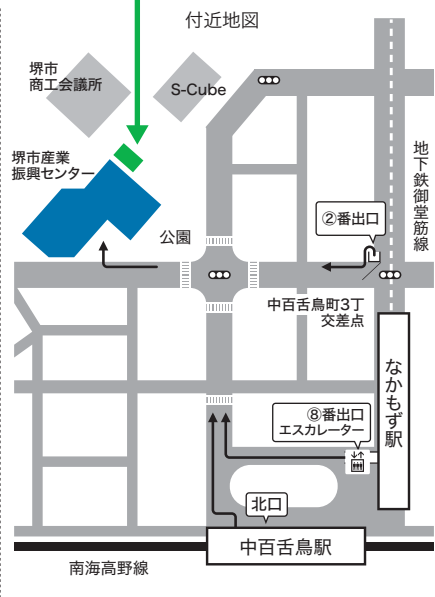 付近地図
堺市
商工会議所
S-Cube
堺市産業
振興センター
地下鉄御堂筋線
②番出口
公園
中百舌鳥町3丁
交差点
なかもず駅
⑧番出口
エスカレーター
北口
中百舌鳥駅
南海高野線